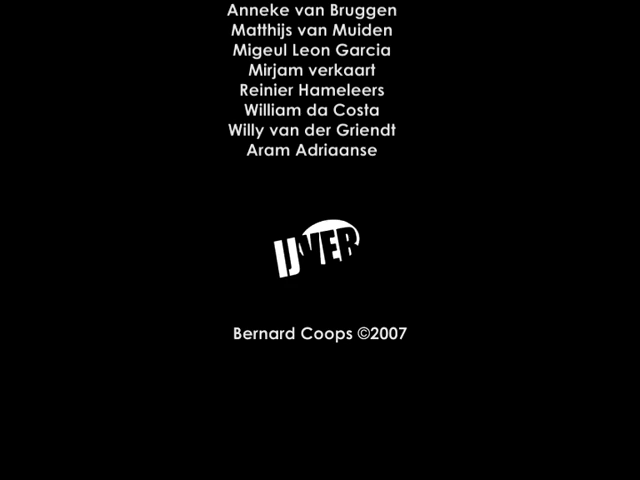 Anneke van Bruggen
Matthijs van Muiden
Migeul Leon Garcia
Mirjam verkaart
Reinier Hameleers
William da Costa
Willy van der Griendt
Aram Adriaanse
IJVER
Bernard Coops ©2007